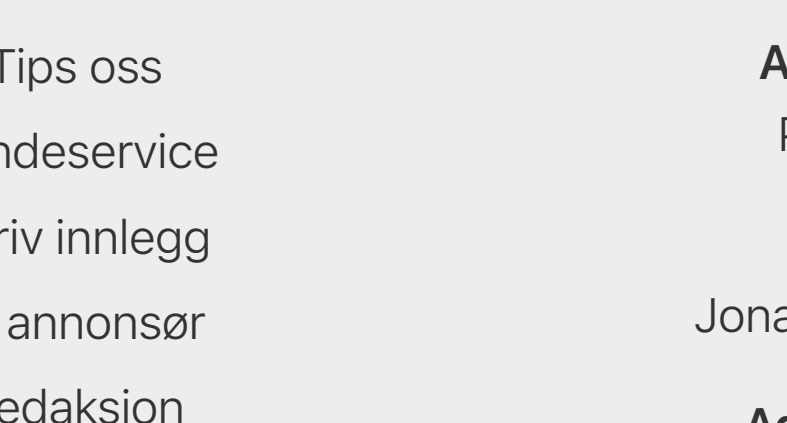 Tips oss
ndeservice
riv innlegg
annonsør
edaksjon
A
Jona